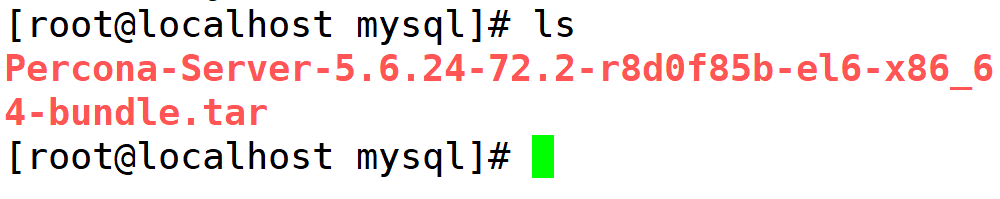 [root@localhost mysql]# ls
Percona-Server-5.6.24-72.2-r8d0f85b-el6-x86_6
4-bundle.tar
[root@localhost mysql]#